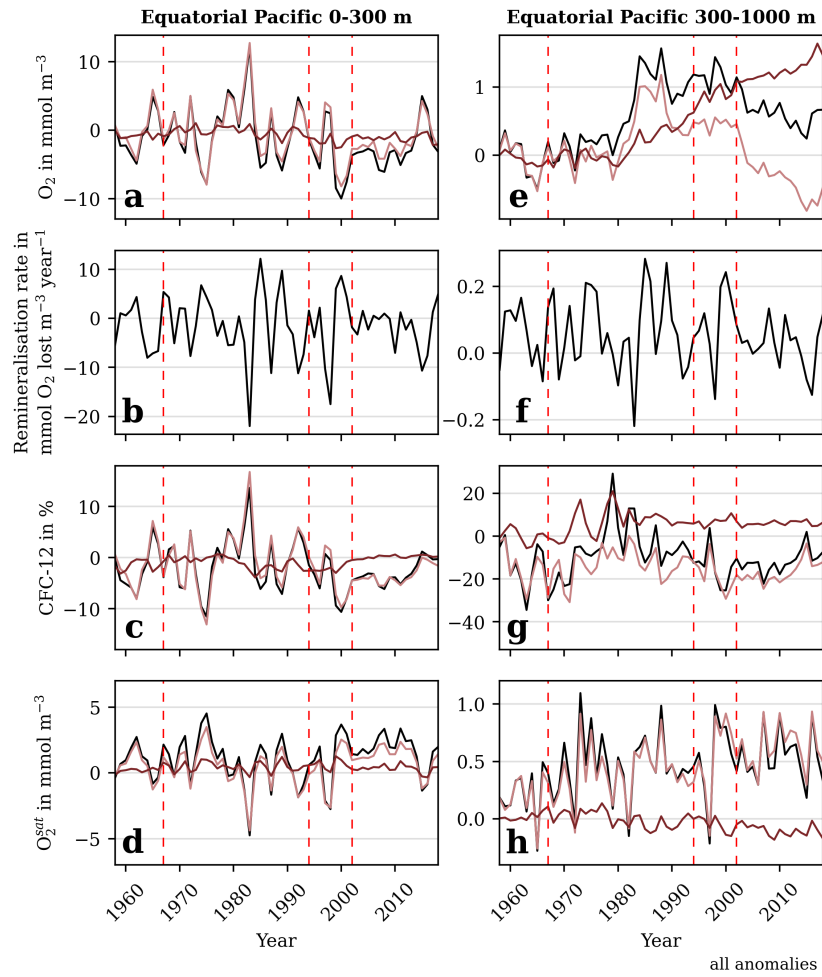 Equatorial Pacific 0-300 m
Equatorial Pacific 300-1000 m
O₂ in mmol m⁻³
10
0
−10
a
1
0
e
Remineralisation rate in
mmol O₂ lost m⁻³ year⁻¹
10
0
−10
−20
b
0.2
0.0
−0.2
f
CFC-12 in %
10
0
−10
c
20
0
−20
−40
g
O₂ˢᵃᵗ in mmol m⁻³
5
0
−5
d
1.0
0.5
0.0
h
1960
1970
1980
1990
2000
2010
1960
1970
1980
1990
2000
2010
Year
Year
all anomalies